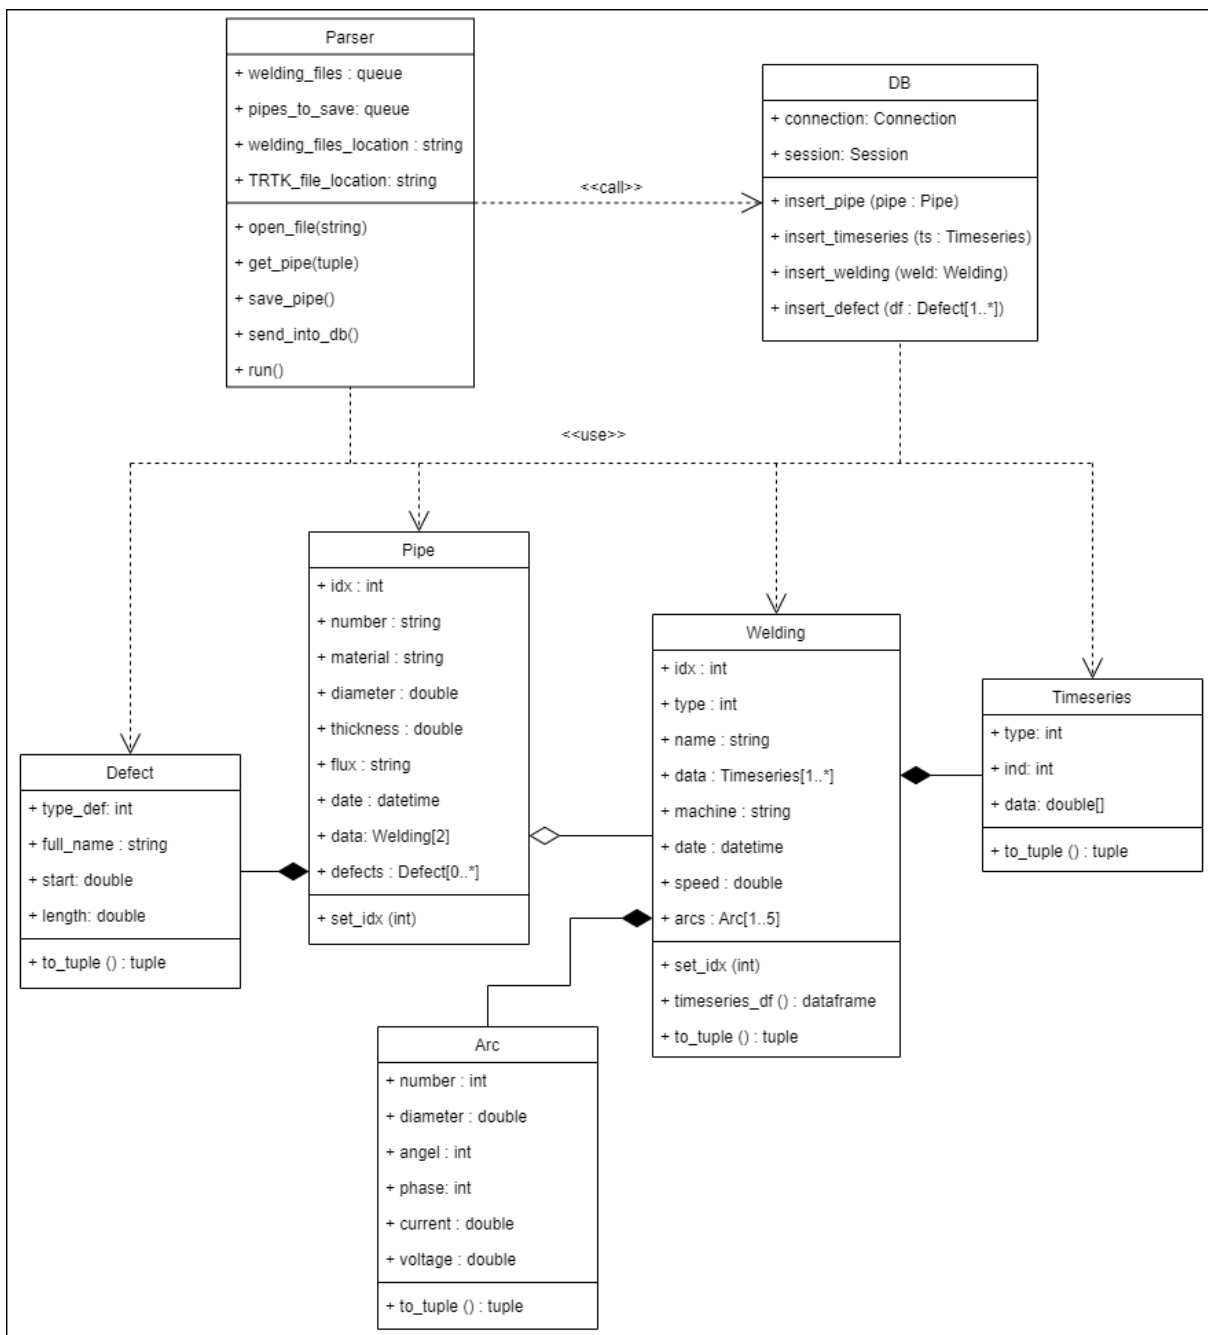 Parser
+ welding_files : queue
+ pipes_to_save: queue
+ welding_files_location : string
+ TRTK_file_location: string
+ open_file(string)
+ get_pipe(tuple)
+ save_pipe()
+ send_into_db()
+ run()
<<call>>
DB
+ connection: Connection
+ session: Session
+ insert_pipe (pipe : Pipe)
+ insert_timeseries (ts : Timeseries)
+ insert_welding (weld: Welding)
+ insert_defect (df : Defect[1..*])
<<use>>
Defect
+ type_def: int
+ full_name : string
+ start: double
+ length: double
+ to_tuple () : tuple
Pipe
+ idx : int
+ number : string
+ material : string
+ diameter : double
+ thickness : double
+ flux : string
+ date : datetime
+ data: Welding[2]
+ defects : Defect[0..*]
+ set_idx (int)
Welding
+ idx : int
+ type : int
+ name : string
+ data : Timeseries[1..*]
+ machine : string
+ date : datetime
+ speed : double
+ arcs : Arc[1..5]
+ set_idx (int)
+ timeseries_df () : dataframe
+ to_tuple () : tuple
Timeseries
+ type: int
+ ind: int
+ data: double[]
+ to_tuple () : tuple
Arc
+ number : int
+ diameter : double
+ angel : int
+ phase: int
+ current : double
+ voltage : double
+ to_tuple () : tuple